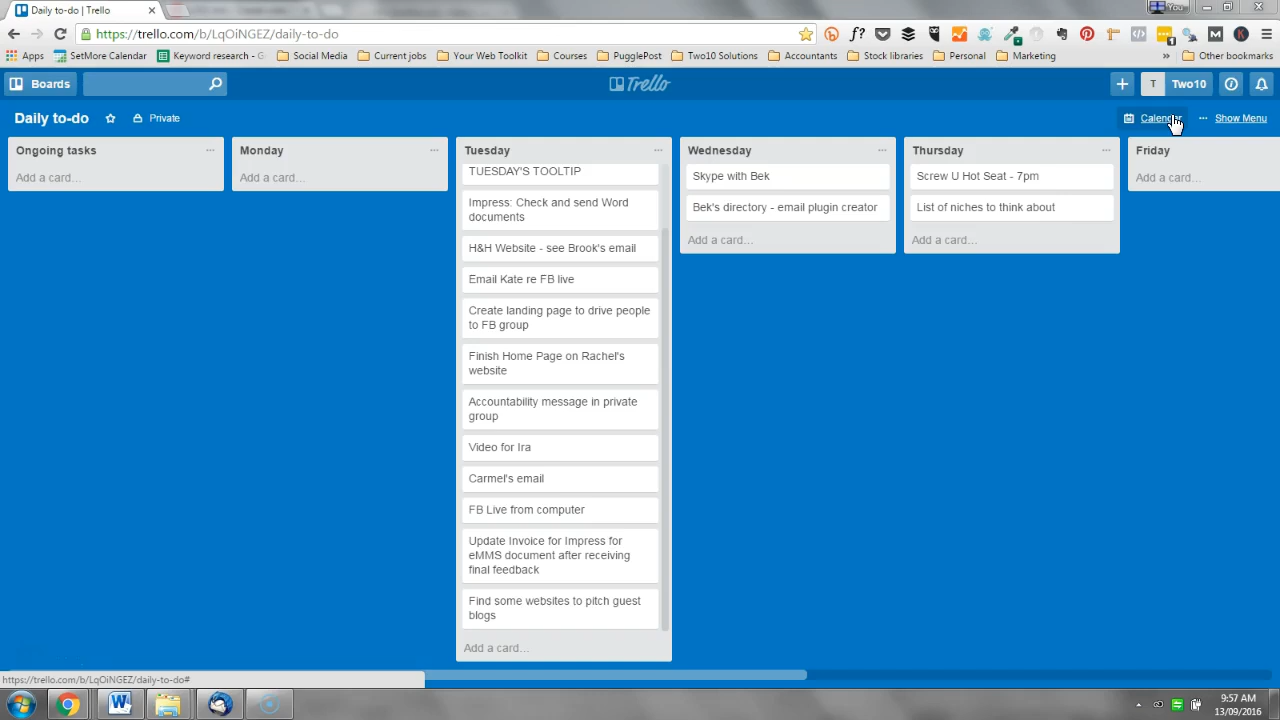 Daily to-do | Trello
You
https://trello.com/b/LqOiNGEZ/daily-to-do
Apps SetMore Calendar Keyword research - G Social Media Current jobs Your Web Toolkit Courses PugglePost Two10 Solutions Accountants Stock libraries Personal Marketing » Other bookmarks
Boards
Trello
T Two10
Daily to-do Private Calendar Show Menu
Ongoing tasks
Add a card…
Monday
Add a card…
Tuesday
TUESDAY'S TOOLTIP
Impress: Check and send Word
documents
H&H Website - see Brook's email
Email Kate re FB live
Create landing page to drive people
to FB group
Finish Home Page on Rachel's
website
Accountability message in private
group
Video for Ira
Carmel's email
FB Live from computer
Update Invoice for Impress for
eMMS document after receiving
final feedback
Find some websites to pitch guest
blogs
Add a card…
Wednesday
Skype with Bek
Bek's directory - email plugin creator
Add a card…
Thursday
Screw U Hot Seat - 7pm
List of niches to think about
Add a card…
Friday
Add a card…
https://trello.com/b/LqOiNGEZ/daily-to-do#
9:57 AM
13/09/2016